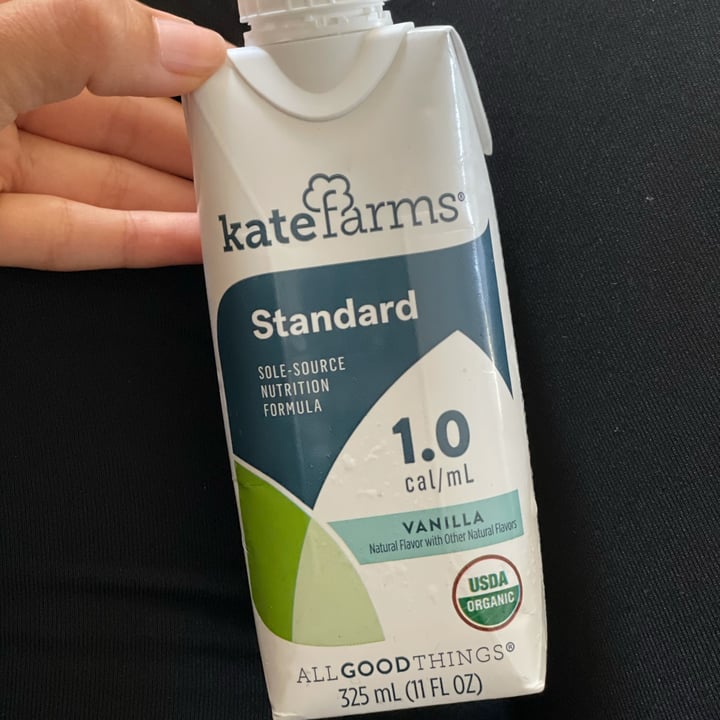 katefarms®
Standard
SOLE-SOURCE
NUTRITION
FORMULA
1.0
cal/mL
VANILLA
Natural Flavor with Other Natural Flavors
USDA
ORGANIC
ALLGOODTHINGS®
325 mL (11 FL OZ)